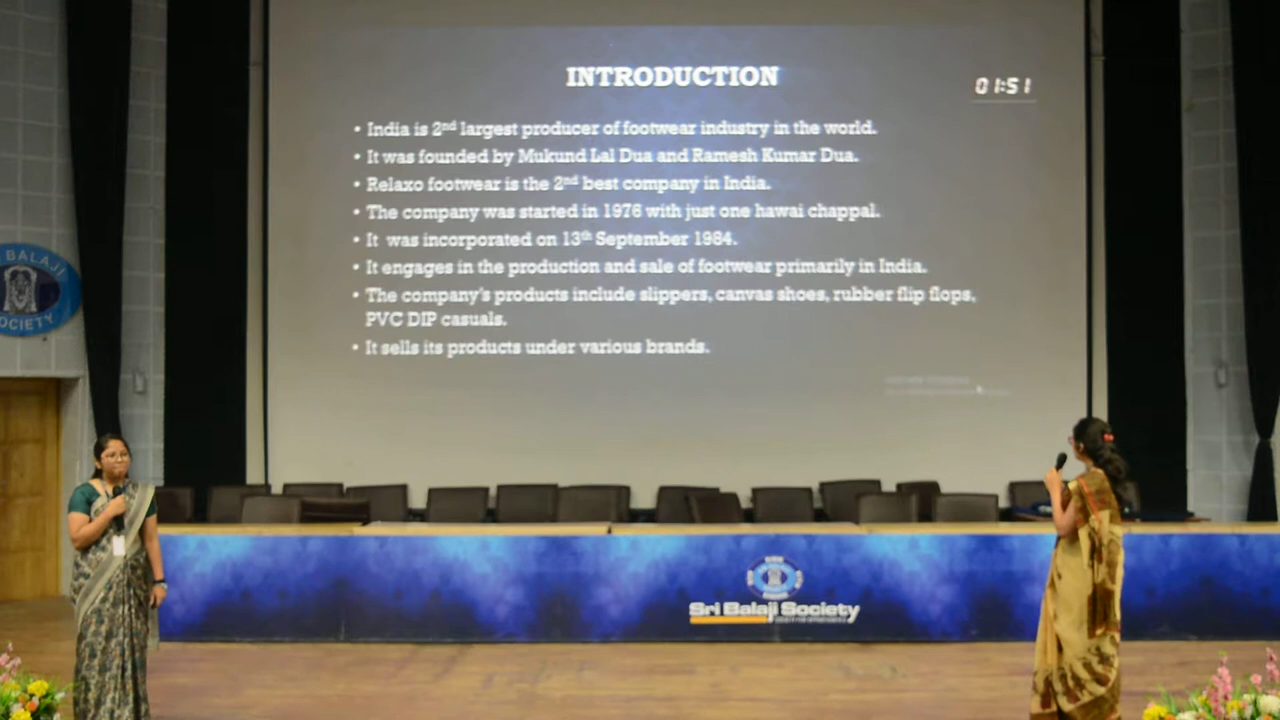 INTRODUCTION
01:51
• India is 2nd largest producer of footwear industry in the world.
• It was founded by Mukund Lal Dua and Ramesh Kumar Dua.
• Relaxo footwear is the 2nd best company in India.
• The company was started in 1976 with just one hawai chappal.
• It was incorporated on 13th September 1984.
• It engages in the production and sale of footwear primarily in India.
• The company's products include slippers, canvas shoes, rubber flip flops,
PVC DIP casuals.
• It sells its products under various brands.
BALAJI
SOCIETY
Sri Balaji Society